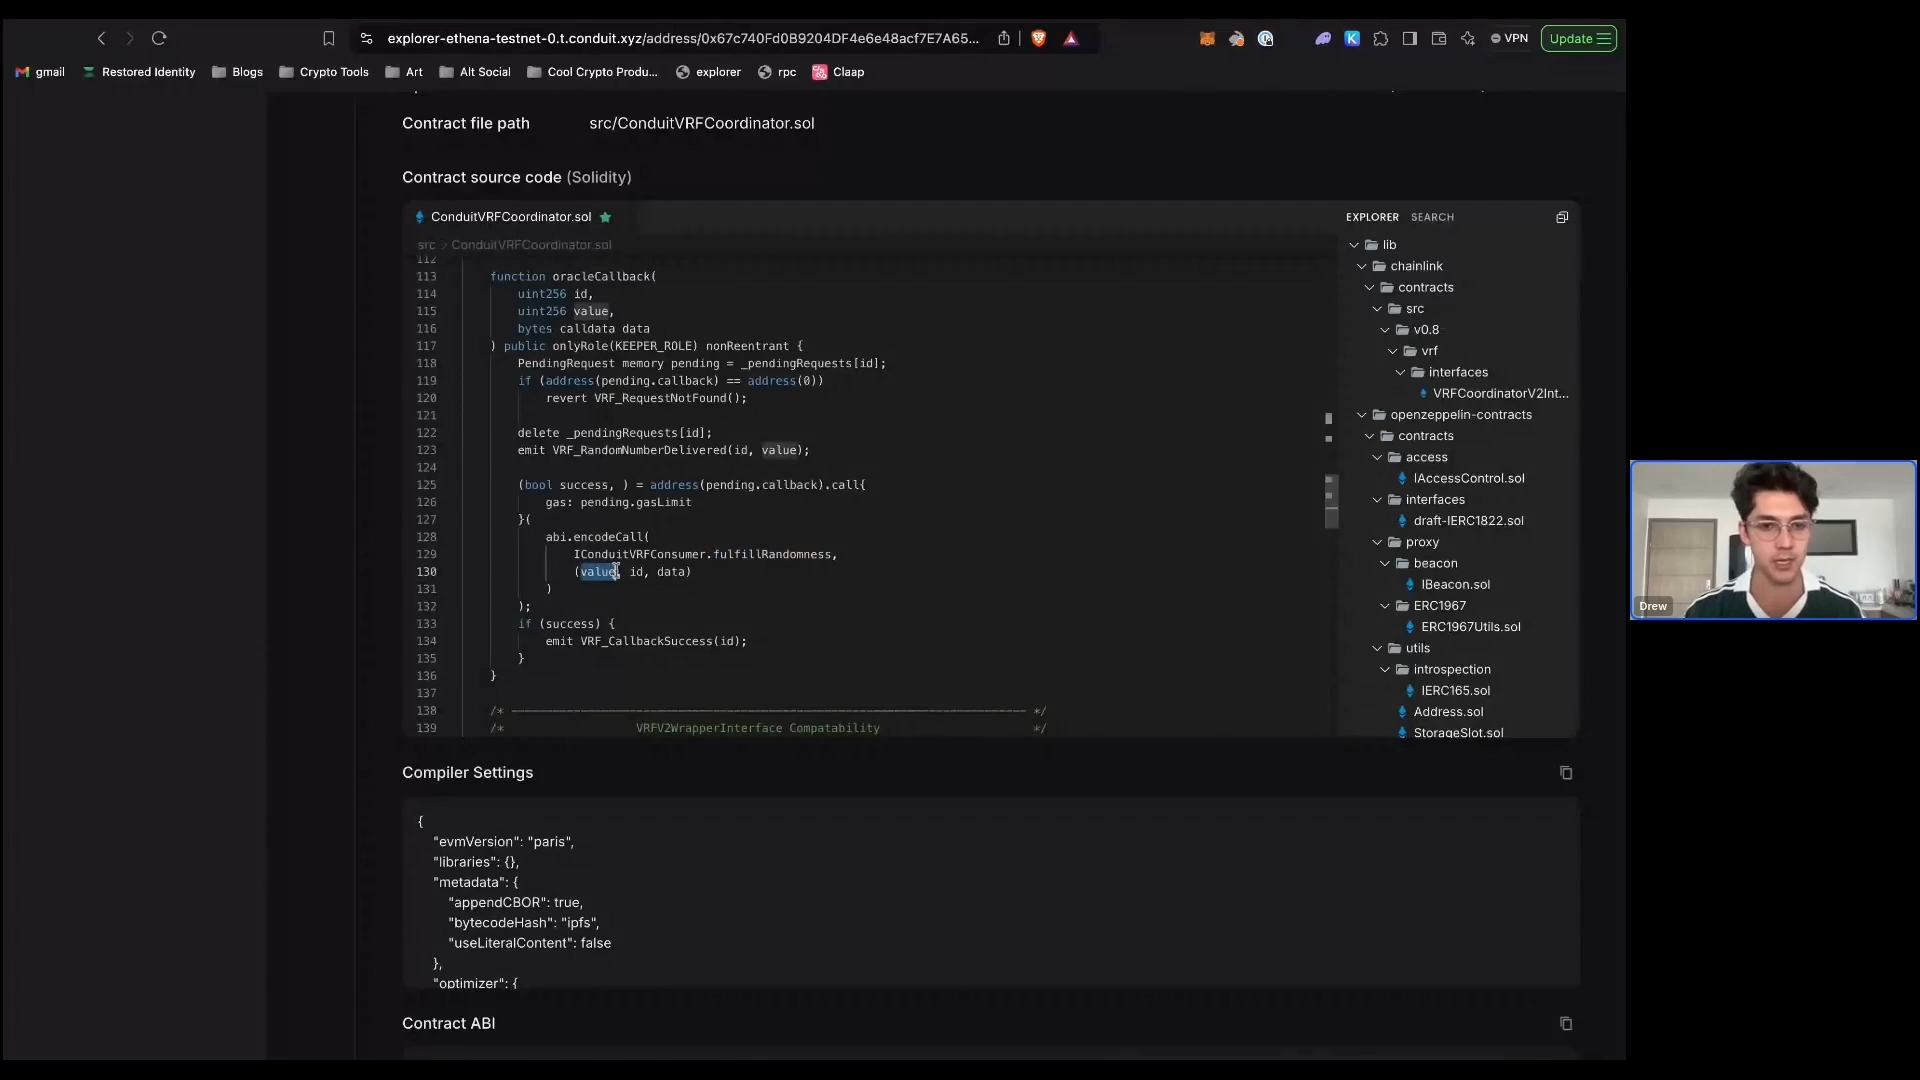 explorer-ethena-testnet-0.t.conduit.xyz/address/0x67c740Fd0B9204DF4e6e48acf7E7A65...
VPN
Update
gmail
Restored Identity
Blogs
Crypto Tools
Art
Alt Social
Cool Crypto Produ...
explorer
rpc
Claap
Contract file path
src/ConduitVRFCoordinator.sol
Contract source code (Solidity)
ConduitVRFCoordinator.sol
src > ConduitVRFCoordinator.sol
112
113 function oracleCallback(
114 uint256 id,
115 uint256 value,
116 bytes calldata data
117 ) public onlyRole(KEEPER_ROLE) nonReentrant {
118 PendingRequest memory pending = _pendingRequests[id];
119 if (address(pending.callback) == address(0))
120 revert VRF_RequestNotFound();
121
122 delete _pendingRequests[id];
123 emit VRF_RandomNumberDelivered(id, value);
124
125 (bool success, ) = address(pending.callback).call{
126 gas: pending.gasLimit
127 }(
128 abi.encodeCall(
129 IConduitVRFConsumer.fulfillRandomness,
130 (value, id, data)
131 )
132 );
133 if (success) {
134 emit VRF_CallbackSuccess(id);
135 }
136 }
137
138 /* ———————————————————————————————————— */
139 /* VRFV2WrapperInterface Compatability */
EXPLORER SEARCH
lib
chainlink
contracts
src
v0.8
vrf
interfaces
VRFCoordinatorV2Int...
openzeppelin-contracts
contracts
access
IAccessControl.sol
interfaces
draft-IERC1822.sol
proxy
beacon
IBeacon.sol
ERC1967
ERC1967Utils.sol
utils
introspection
IERC165.sol
Address.sol
StorageSlot.sol
Compiler Settings
{
"evmVersion": "paris",
"libraries": {},
"metadata": {
"appendCBOR": true,
"bytecodeHash": "ipfs",
"useLiteralContent": false
},
"optimizer": {
Contract ABI
Drew